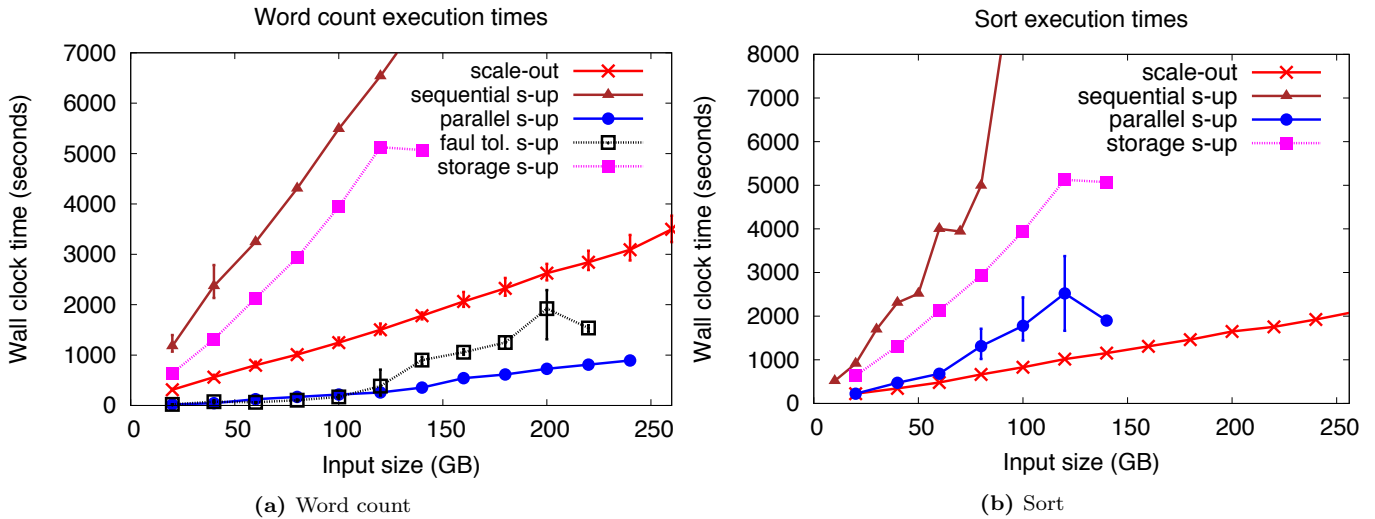 Word count execution times
7000
6000
5000
4000
3000
2000
1000
0
Wall clock time (seconds)
scale-out
sequential s-up
parallel s-up
faul tol. s-up
storage s-up
0 50 100 150 200 250
Input size (GB)
(a) Word count
Sort execution times
8000
7000
6000
5000
4000
3000
2000
1000
0
Wall clock time (seconds)
scale-out
sequential s-up
parallel s-up
storage s-up
0 50 100 150 200 250
Input size (GB)
(b) Sort